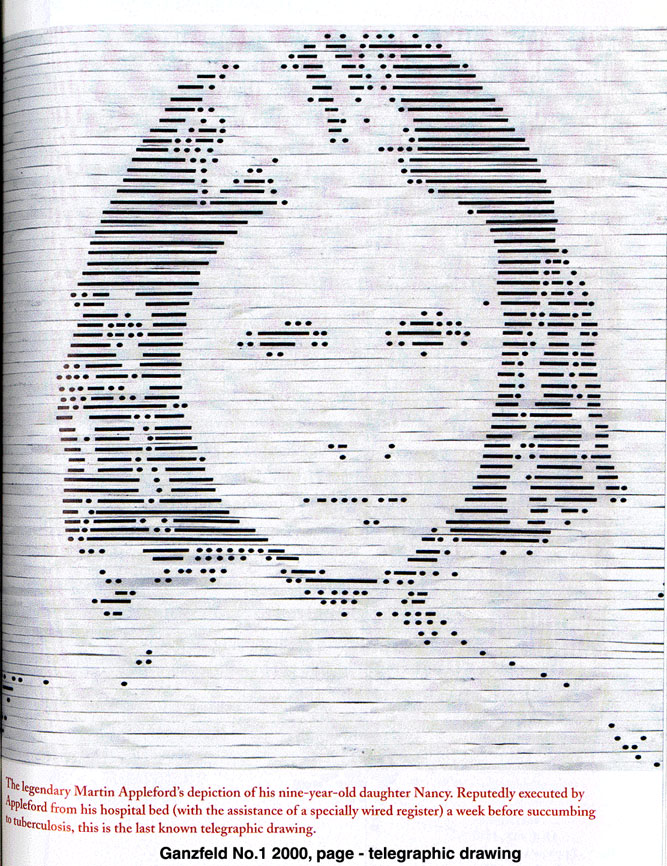 The legendary Martin Appleford's depiction of his nine-year-old daughter Nancy. Reputedly executed by
Appleford from his hospital bed (with the assistance of a specially wired register) a week before succumbing
to tuberculosis, this is the last known telegraphic drawing.
Ganzfeld No.1 2000, page - telegraphic drawing